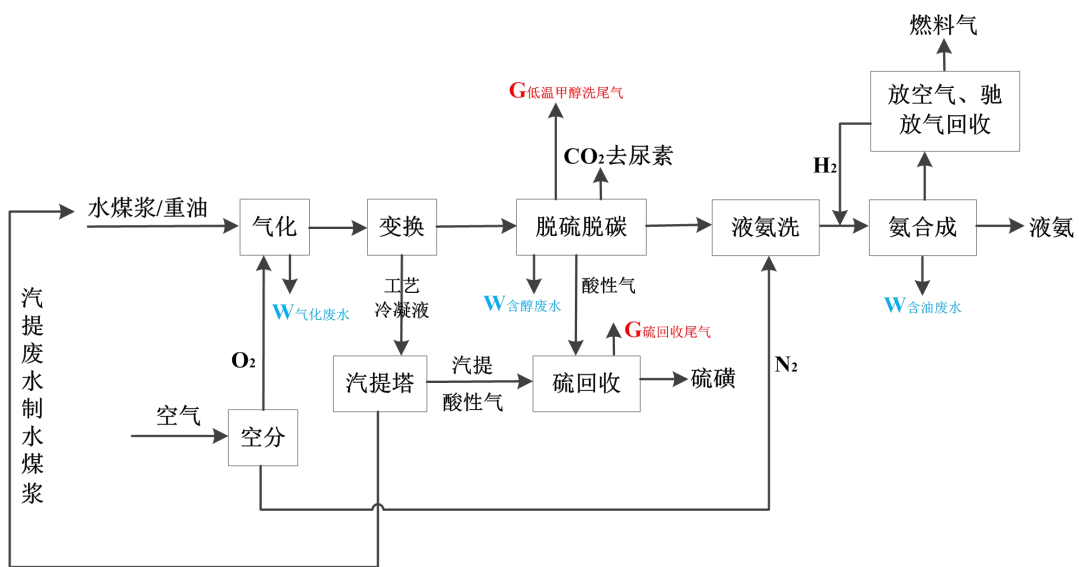 燃料气
放空气、驰
放气回收
G低温甲醇洗尾气
CO₂去尿素
H₂
水煤浆/重油
气化
变换
脱硫脱碳
液氨洗
氨合成
液氨
W气化废水
工艺
冷凝液
W含醇废水
酸性气
W含油废水
G硫回收尾气
汽提废水制水煤浆
O₂
汽提塔
汽提
酸性气
硫回收
硫磺
N₂
空气
空分